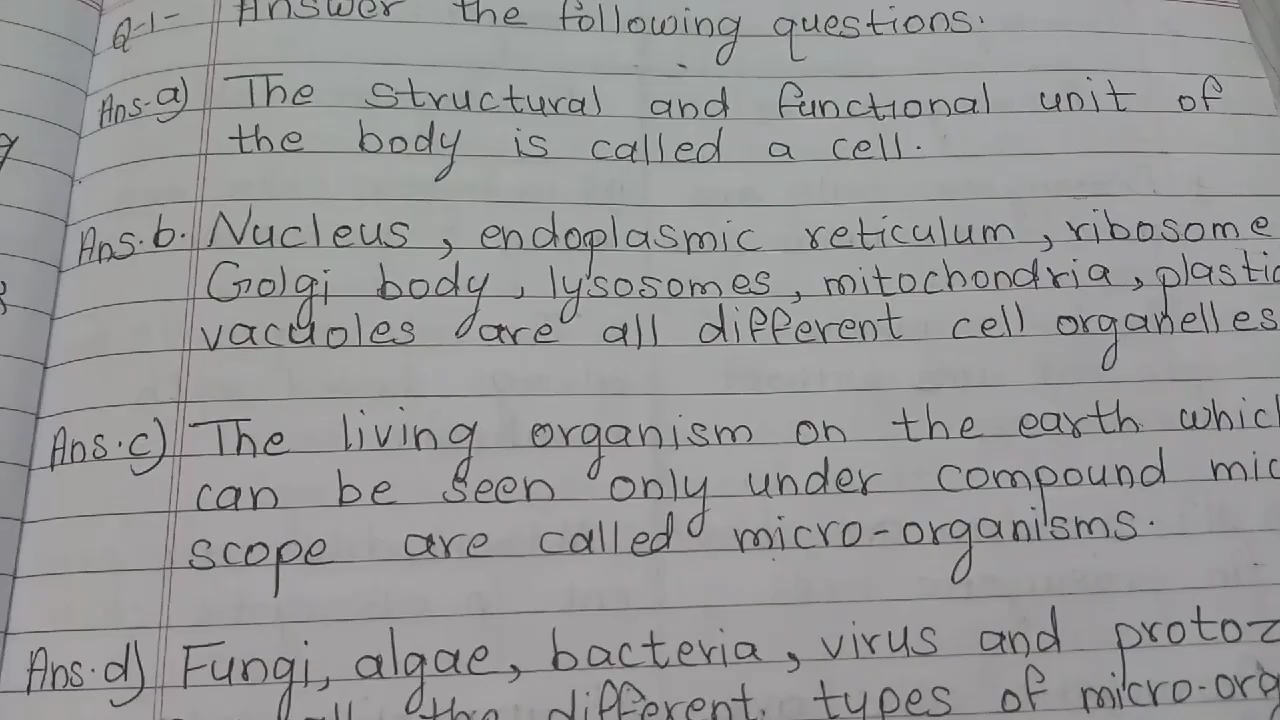 Q-1- Answer the following questions.
Ans.a) The structural and functional unit of
the body is called a cell.
Ans.b. Nucleus, endoplasmic reticulum, ribosome
Golgi body, lysosomes, mitochondria, plastic
vacuoles are all different cell organelles
Ans.c) The living organism on the earth which
can be seen only under compound mic
scope are called micro-organisms.
Ans.d) Fungi, algae, bacteria, virus and protoz
all the different types of micro-org